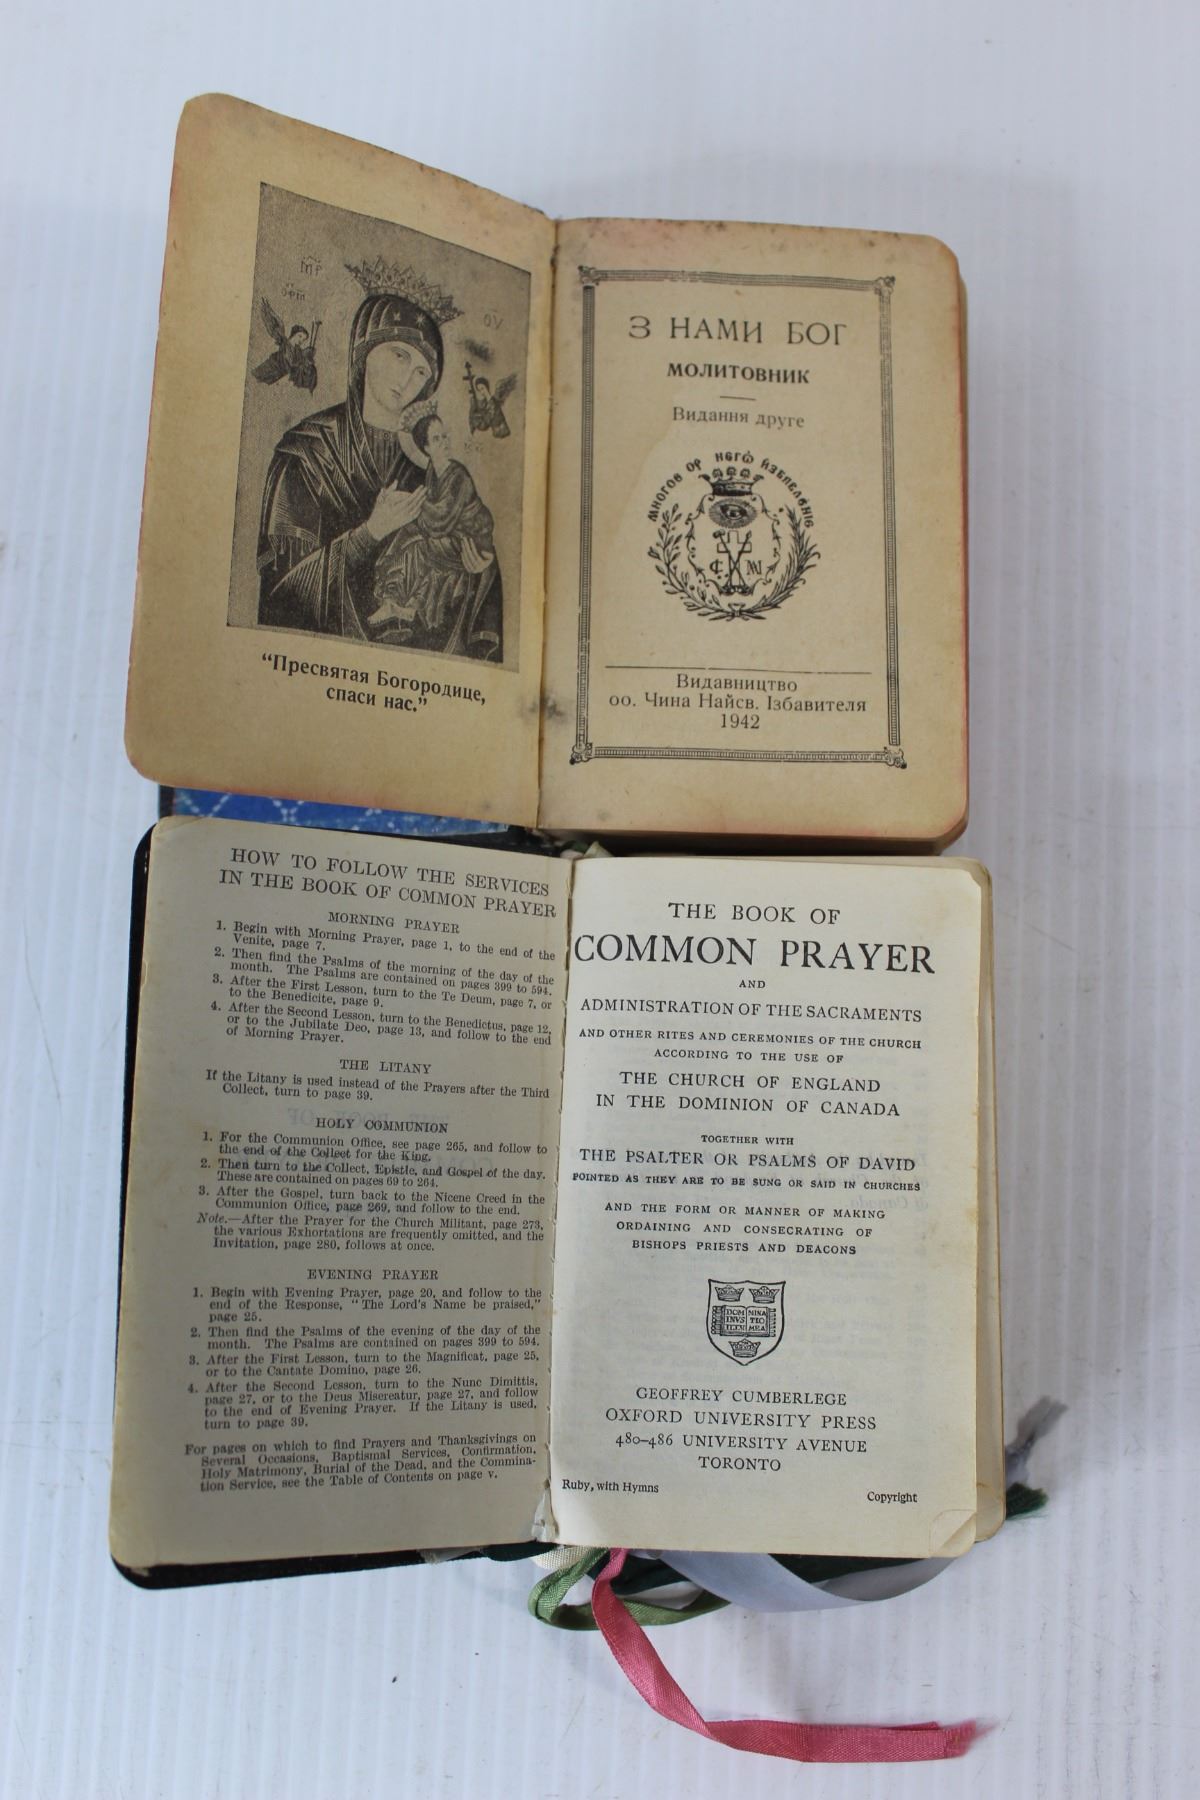 “Пресвятая Богородице,
спаси нас.”
З НАМИ БОГ
МОЛИТОВНИК
Видання друге
Видавництво
оо. Чина Найсв. Ізбавителя
1942
HOW TO FOLLOW THE SERVICES
IN THE BOOK OF COMMON PRAYER
MORNING PRAYER
1. Begin with Morning Prayer, page 1, to the end of the
Venite, page 7.
2. Then find the Psalms of the morning of the day of the
month. The Psalms are contained on pages 399 to 594.
3. After the First Lesson, turn to the Te Deum, page 7, or
to the Benedicite, page 9.
4. After the Second Lesson, turn to the Benedictus, page 12,
or to the Jubilate Deo, page 13, and follow to the end
of Morning Prayer.
THE LITANY
If the Litany is used instead of the Prayers after the Third
Collect, turn to page 39.
HOLY COMMUNION
1. For the Communion Office, see page 265, and follow to
the end of the Collect for the King.
2. Then turn to the Collect, Epistle, and Gospel of the day.
These are contained on pages 69 to 264.
3. After the Gospel, turn back to the Nicene Creed in the
Communion Office, page 269, and follow to the end.
Note.—After the Prayer for the Church Militant, page 273,
the various Exhortations are frequently omitted, and the
Invitation, page 280, follows at once.
EVENING PRAYER
1. Begin with Evening Prayer, page 20, and follow to the
end of the Response, “The Lord's Name be praised,”
page 25.
2. Then find the Psalms of the evening of the day of the
month. The Psalms are contained on pages 399 to 594.
3. After the First Lesson, turn to the Magnificat, page 25,
or to the Cantate Domino, page 26.
4. After the Second Lesson, turn to the Nunc Dimittis,
page 27, or to the Deus Misereatur, page 27, and follow
to the end of Evening Prayer. If the Litany is used,
turn to page 39.
For pages on which to find Prayers and Thanksgivings on
Several Occasions, Baptismal Services, Confirmation,
Holy Matrimony, Burial of the Dead, and the Commina-
tion Service, see the Table of Contents on page v.
THE BOOK OF
COMMON PRAYER
AND
ADMINISTRATION OF THE SACRAMENTS
AND OTHER RITES AND CEREMONIES OF THE CHURCH
ACCORDING TO THE USE OF
THE CHURCH OF ENGLAND
IN THE DOMINION OF CANADA
TOGETHER WITH
THE PSALTER OR PSALMS OF DAVID
POINTED AS THEY ARE TO BE SUNG OR SAID IN CHURCHES
AND THE FORM OR MANNER OF MAKING
ORDAINING AND CONSECRATING OF
BISHOPS PRIESTS AND DEACONS
DOMI MINA
INVS TIO
ILLV MEA
GEOFFREY CUMBERLEGE
OXFORD UNIVERSITY PRESS
480–486 UNIVERSITY AVENUE
TORONTO
Ruby, with Hymns
Copyright